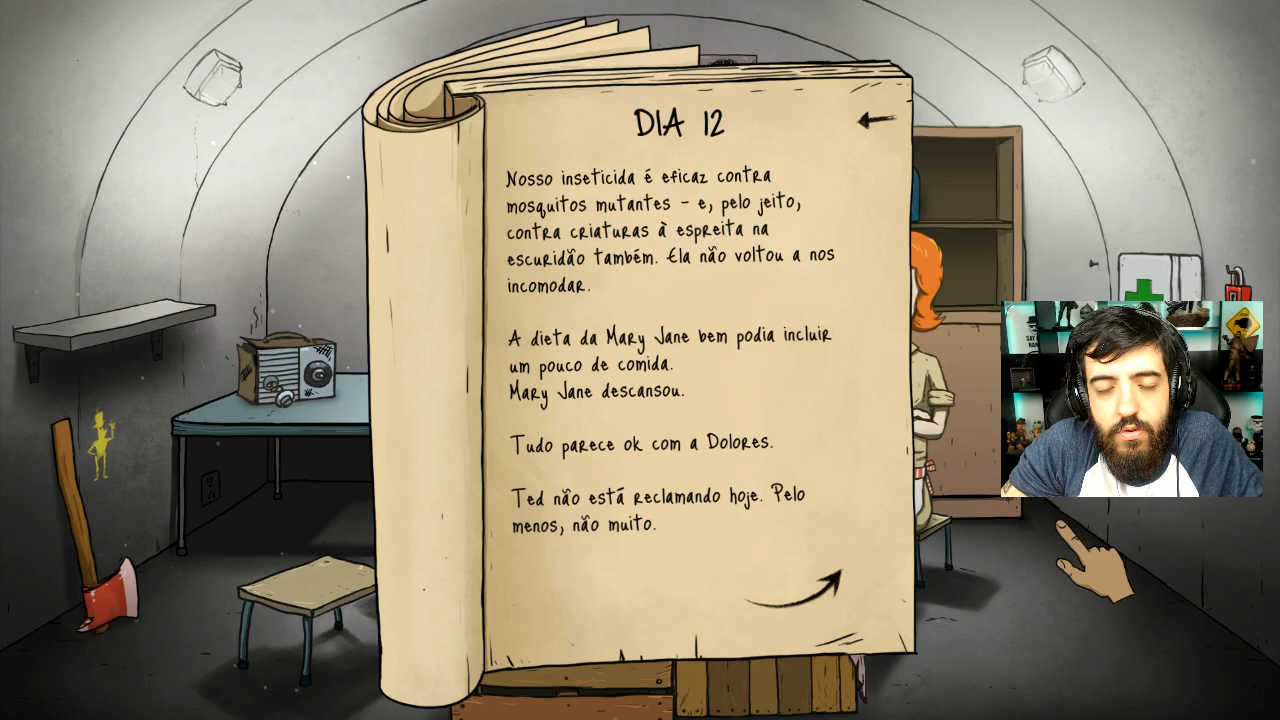 DIA 12
Nosso inseticida é eficaz contra
mosquitos mutantes - e, pelo jeito,
contra criaturas à espreita na
escuridão também. Ela não voltou a nos
incomodar.
A dieta da Mary Jane bem podia incluir
um pouco de comida.
Mary Jane descansou.
Tudo parece ok com a Dolores.
Ted não está reclamando hoje. Pelo
menos, não muito.